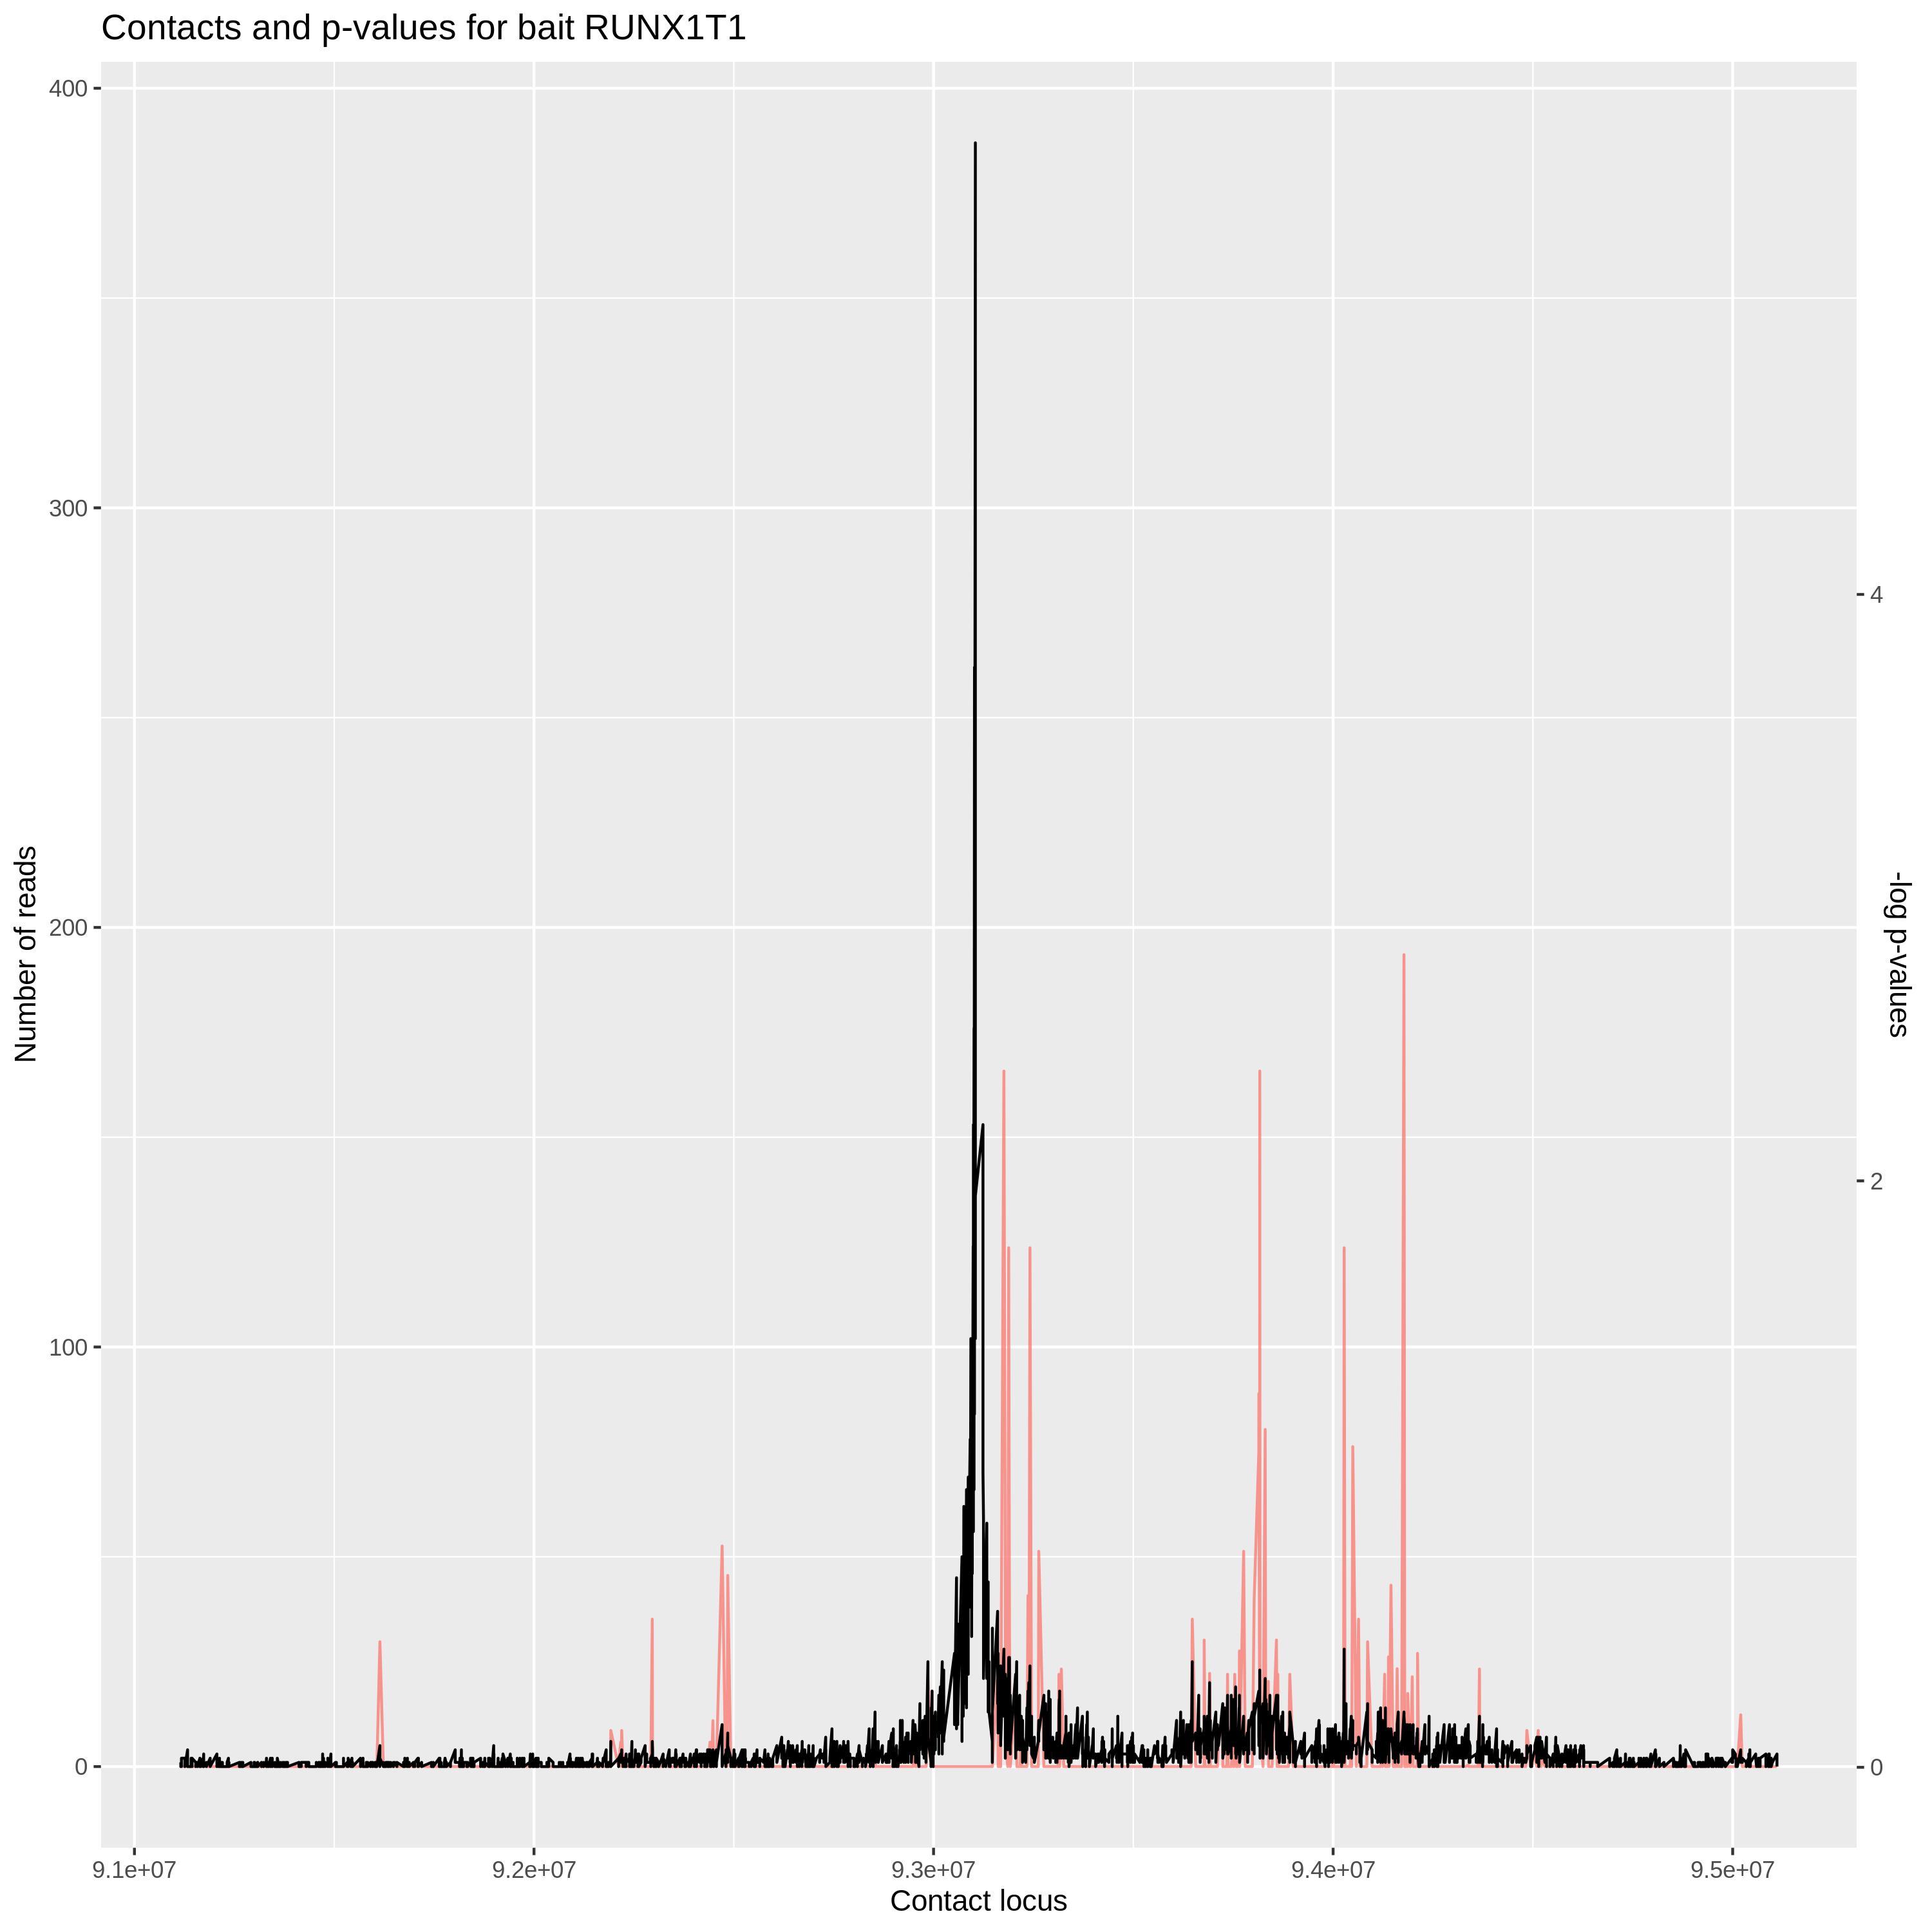 Contacts and p-values for bait RUNX1T1
400
300
200
100
0
Number of reads
4
2
0
-log p-values
9.1e+07
9.2e+07
9.3e+07
9.4e+07
9.5e+07
Contact locus